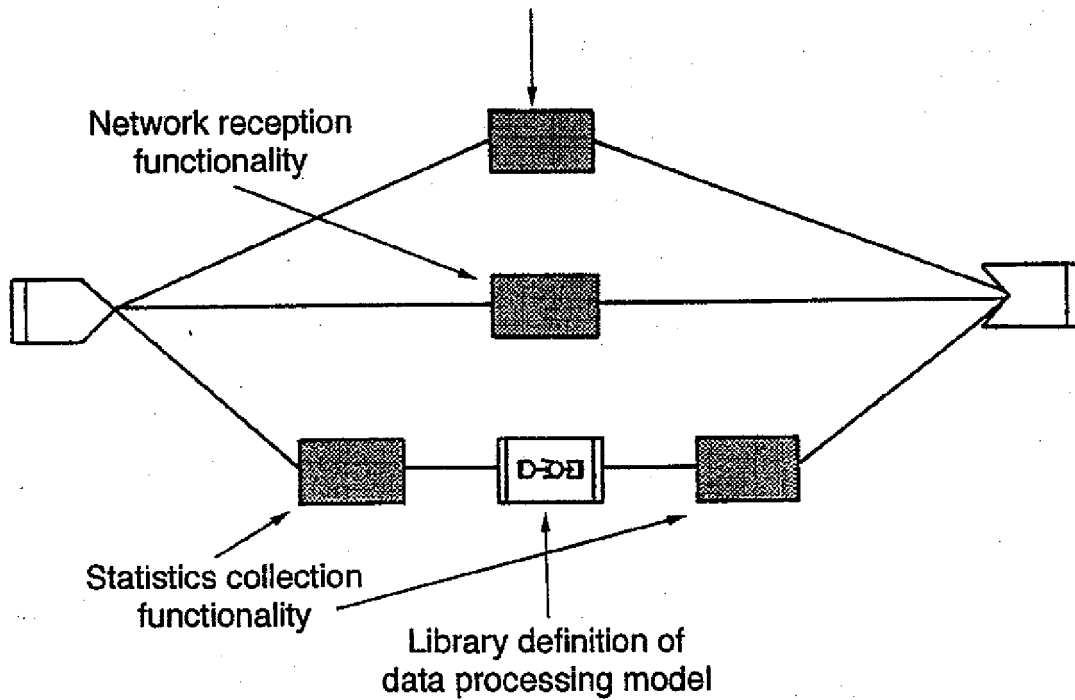 Network reception
functionality
Statistics collection
functionality
Library definition of
data processing model